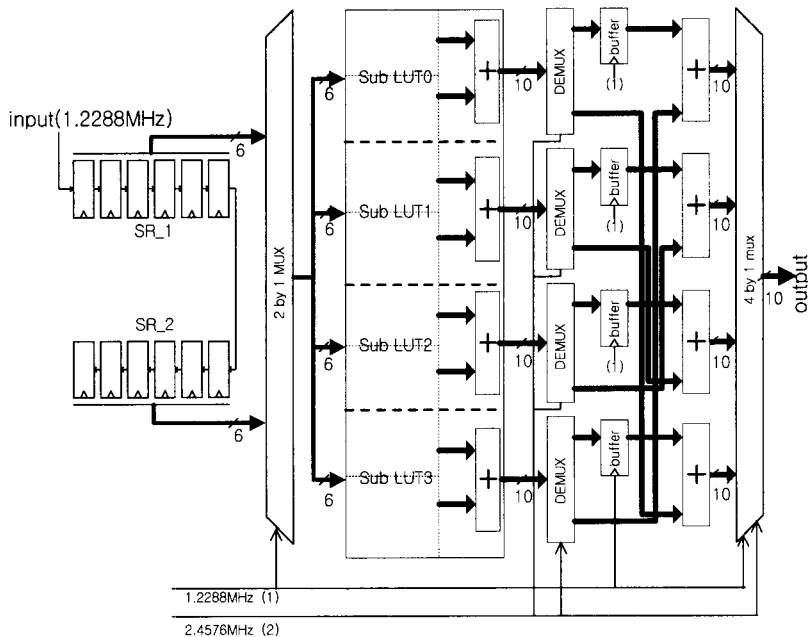 input(1.2288MHz)
SR_1
SR_2
6
6
2 by 1 MUX
6
Sub LUT0
+
10
DEMUX
buffer
(1)
+
10
6
Sub LUT1
+
10
DEMUX
buffer
(1)
+
10
6
Sub LUT2
+
10
DEMUX
buffer
(1)
+
10
6
Sub LUT3
+
10
DEMUX
buffer
+
10
4 by 1 mux
10
output
1.2288MHz (1)
2.4576MHz (2)